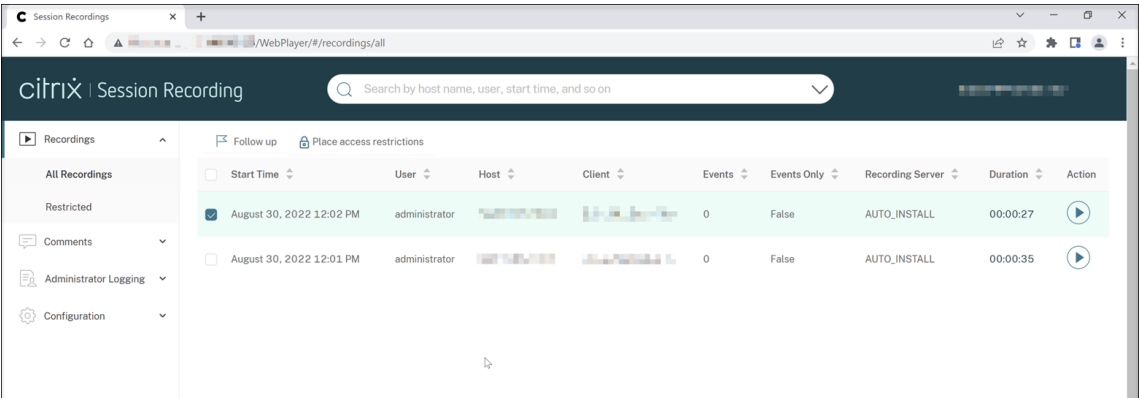 Session Recordings
/WebPlayer/#/recordings/all
citrix | Session Recording
Search by host name, user, start time, and so on
Recordings
All Recordings
Restricted
Comments
Administrator Logging
Configuration
Follow up Place access restrictions
Start Time User Host Client Events Events Only Recording Server Duration Action
August 30, 2022 12:02 PM administrator 0 False AUTO_INSTALL 00:00:27
August 30, 2022 12:01 PM administrator 0 False AUTO_INSTALL 00:00:35